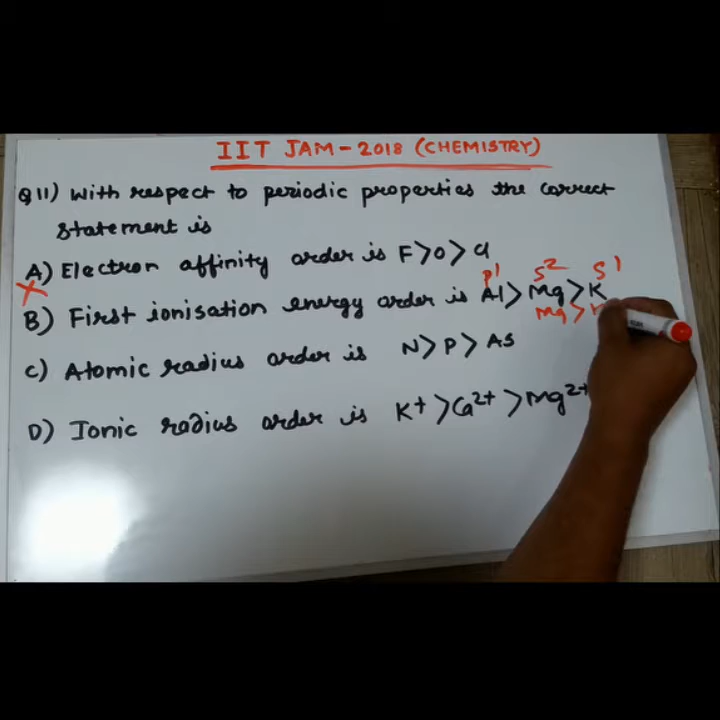 IIT JAM-2018 (CHEMISTRY)
Q11) With respect to periodic properties the correct
statement is
A) Electron affinity order is F>O>Cl
X
P¹ S² S¹
B) First ionisation energy order is Al>Mg>K
Mg>
C) Atomic radius order is N>P>As
D) Ionic radius order is K⁺>Ca²⁺>Mg²⁺